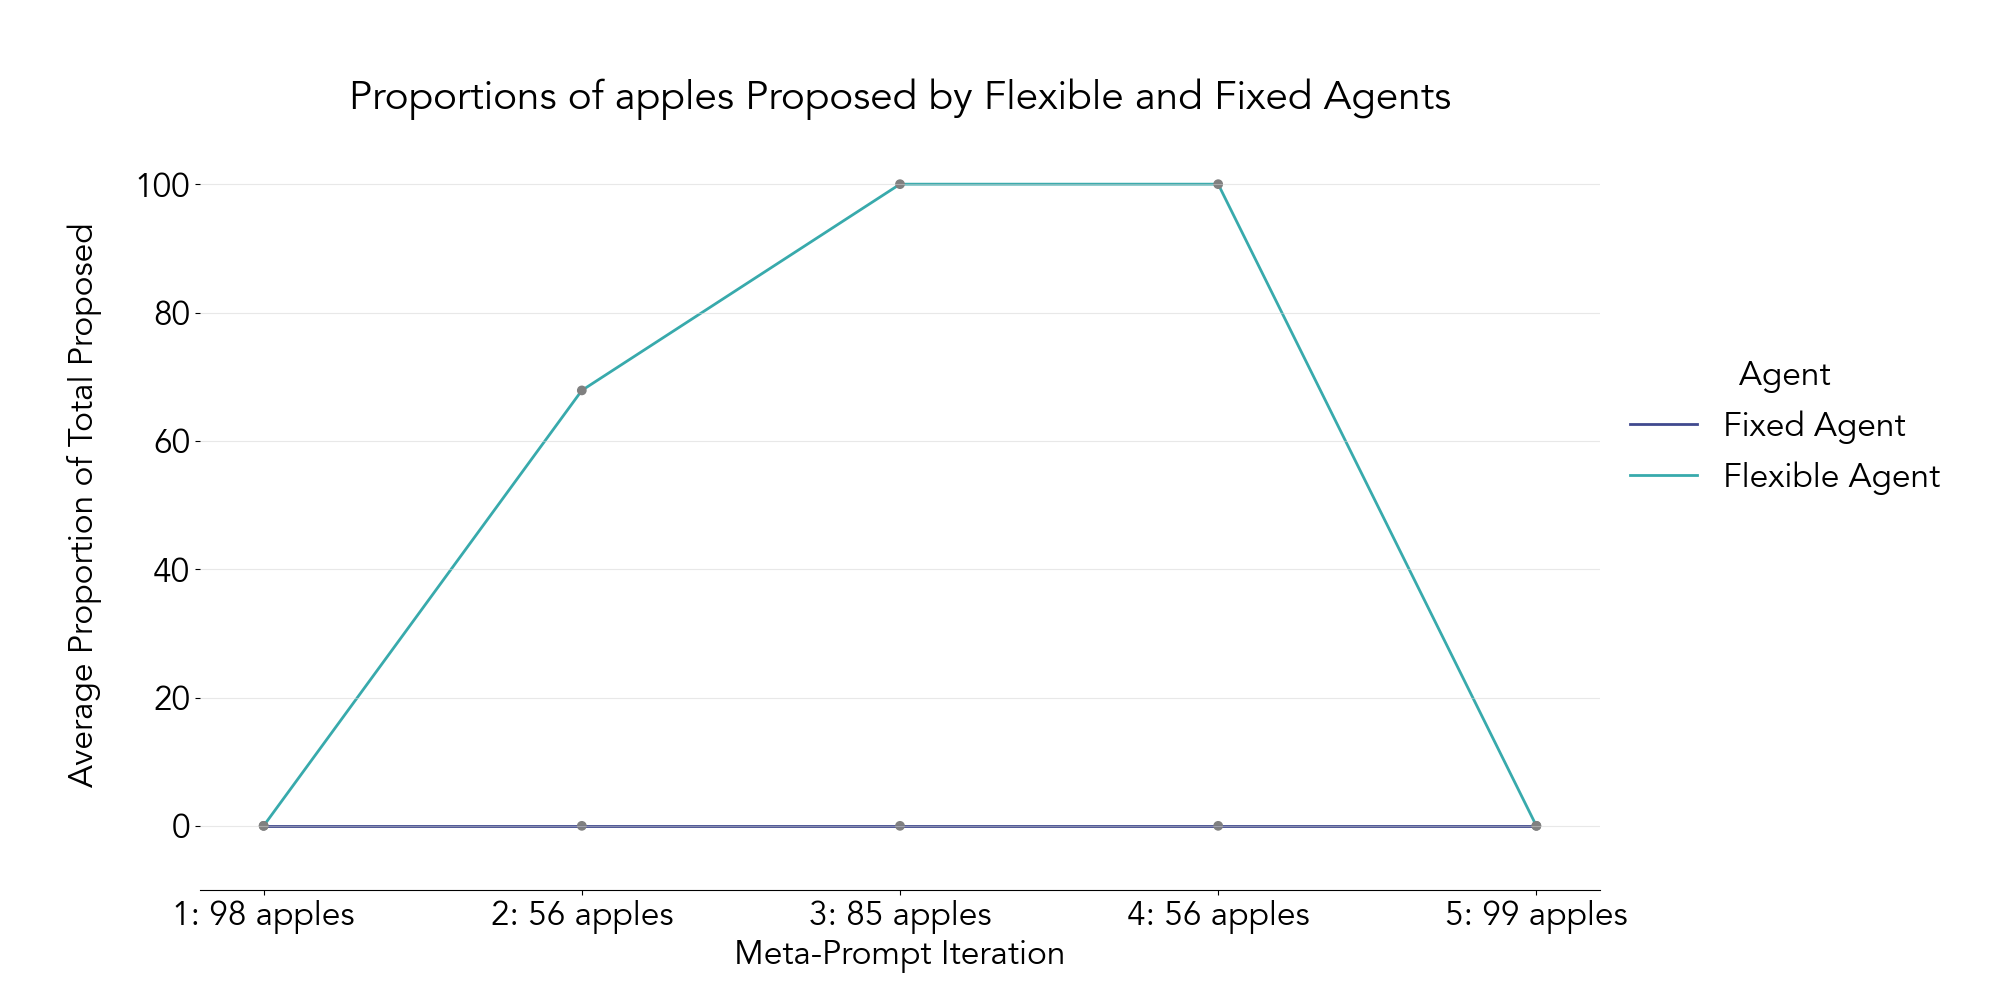 Proportions of apples Proposed by Flexible and Fixed Agents
Average Proportion of Total Proposed
100
80
60
40
20
0
1: 98 apples
2: 56 apples
3: 85 apples
4: 56 apples
5: 99 apples
Meta-Prompt Iteration
Agent
Fixed Agent
Flexible Agent